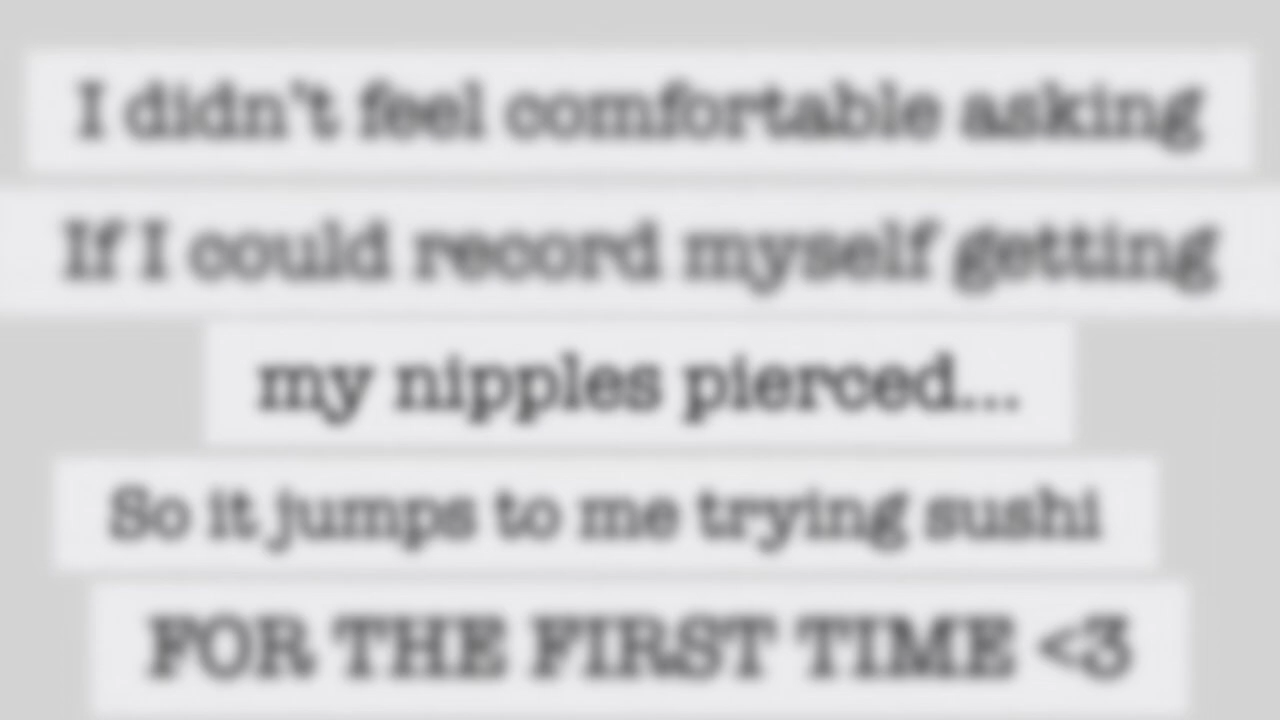 I didn't feel comfortable asking
If I could record myself getting
my nipples pierced...
So it jumps to me trying sushi
FOR THE FIRST TIME <3